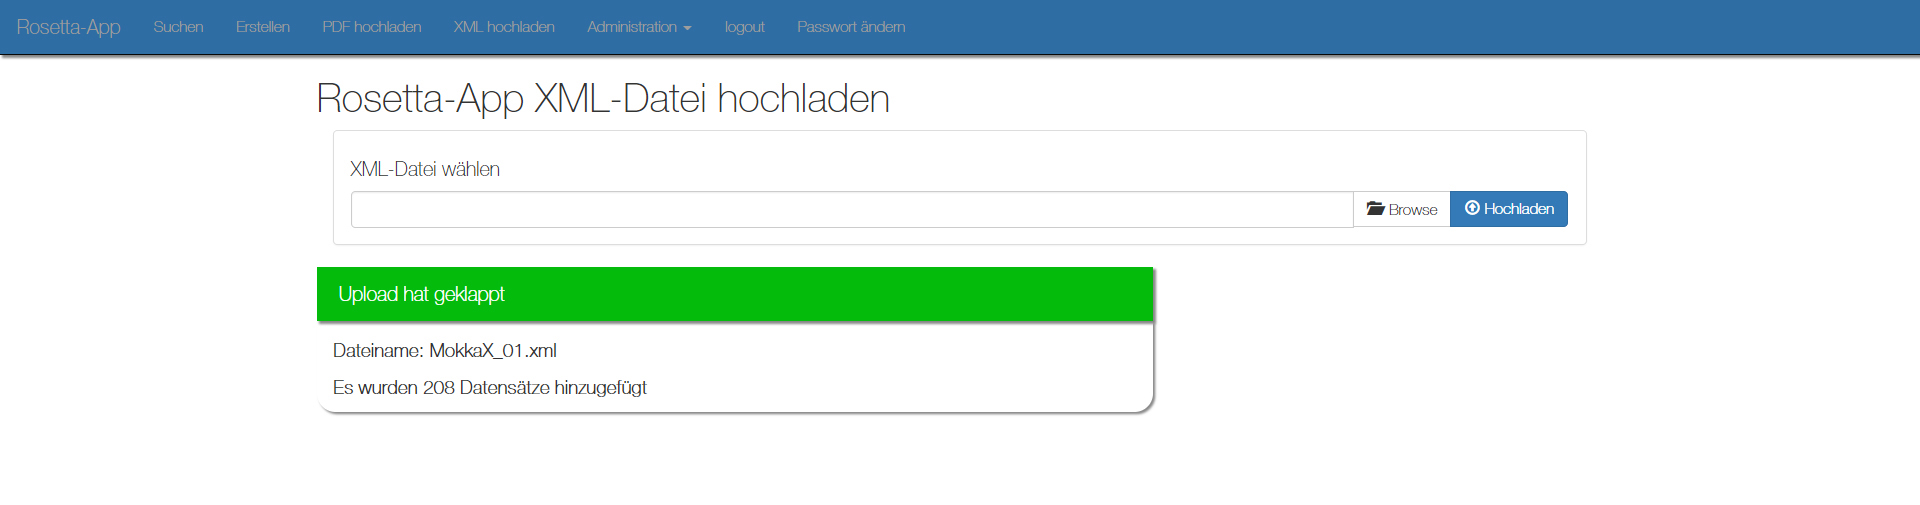 Rosetta-App Suchen Erstellen PDF hochladen XML hochladen Administration logout Passwort ändern
Rosetta-App XML-Datei hochladen
XML-Datei wählen
Browse Hochladen
Upload hat geklappt
Dateiname: MokkaX_01.xml
Es wurden 208 Datensätze hinzugefügt